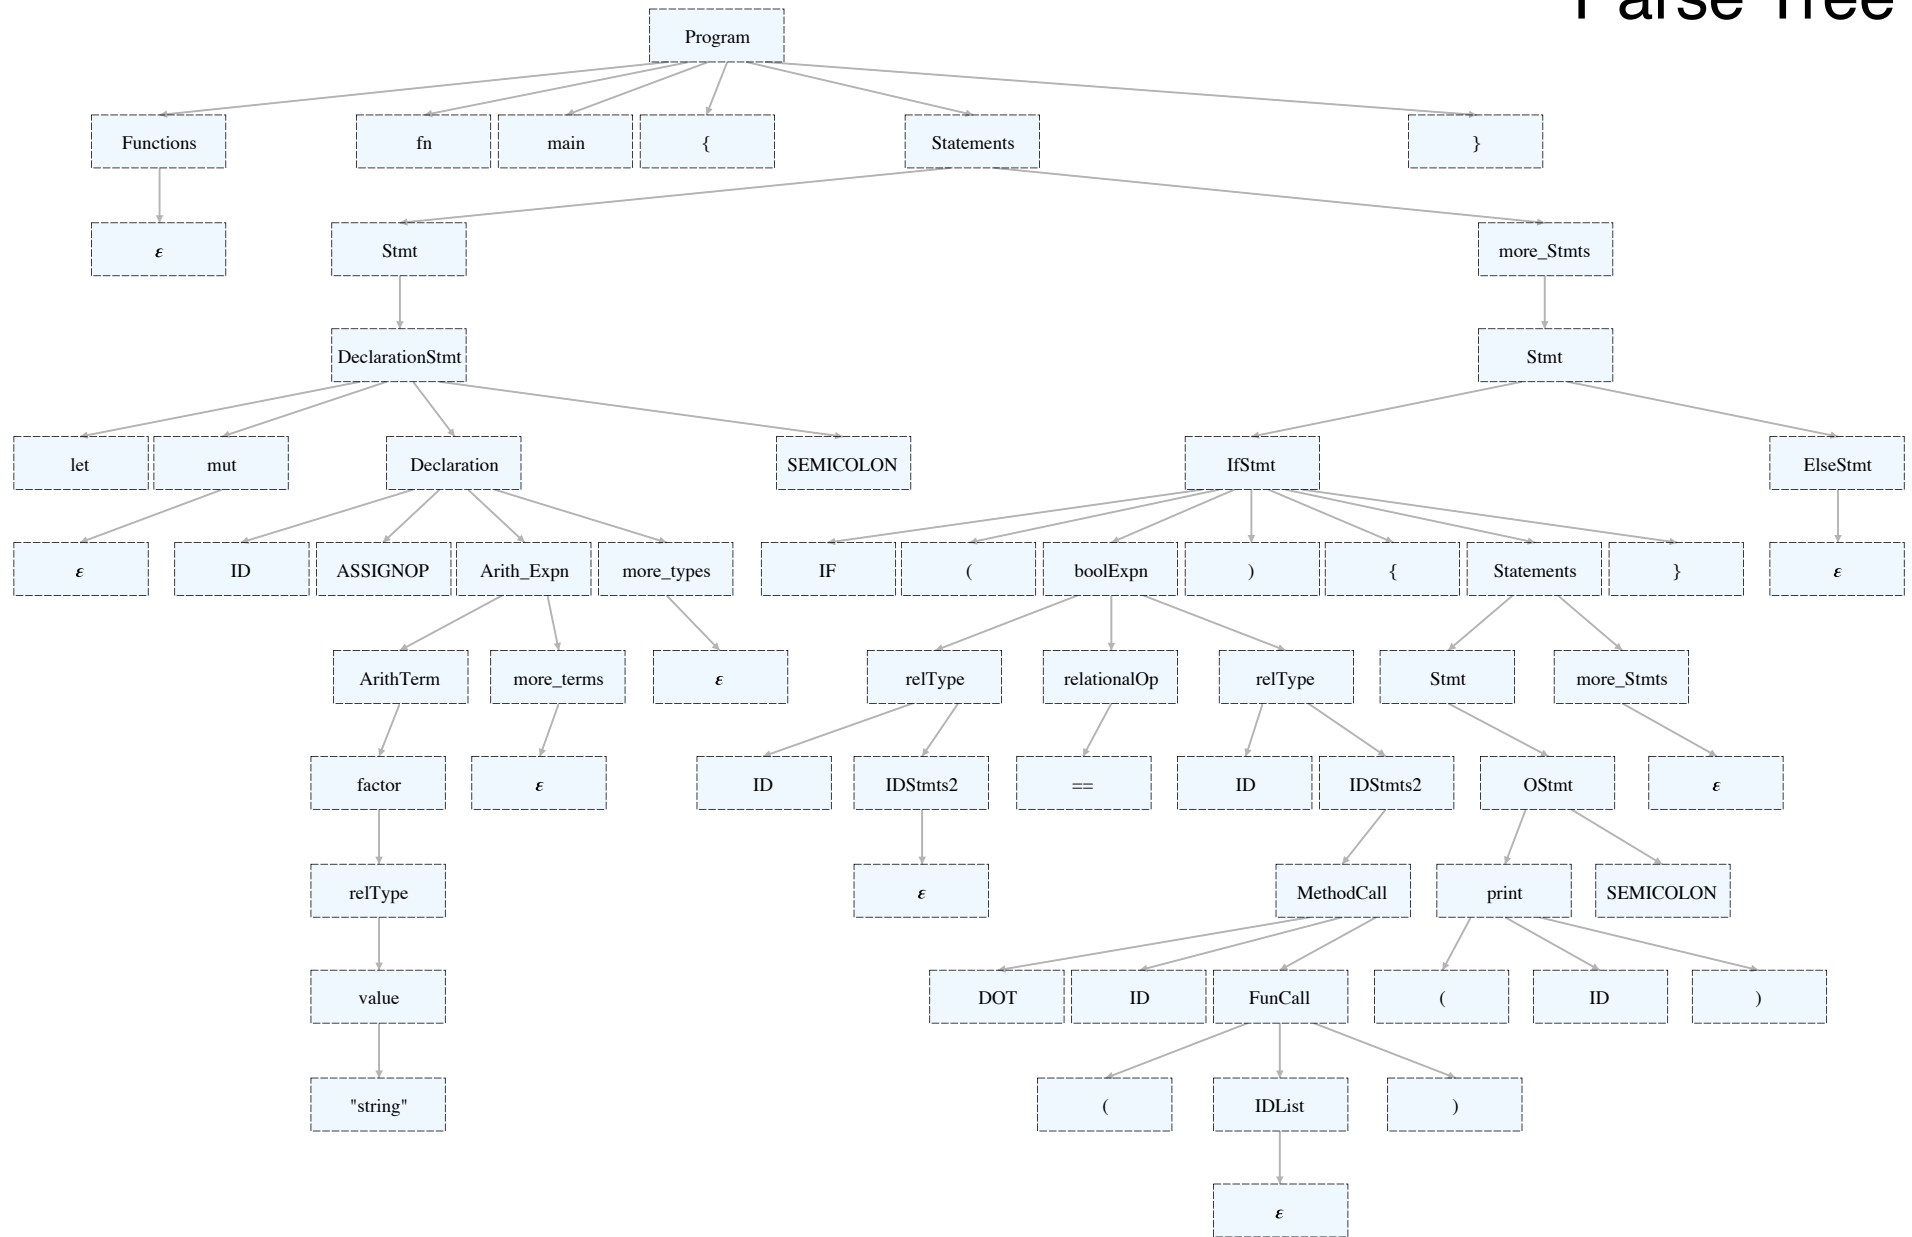 Parse Tree
Program
Functions fn main { Statements }
ε Stmt more_Stmts
DeclarationStmt Stmt
let mut Declaration SEMICOLON IfStmt ElseStmt
ε ID ASSIGNOP Arith_Expn more_types IF ( boolExpn ) { Statements } ε
ArithTerm more_terms ε relType relationalOp relType Stmt more_Stmts
factor ε ID IDStmts2 == ID IDStmts2 OStmt ε
relType ε MethodCall print SEMICOLON
value DOT ID FunCall ( ID )
"string" ( IDList )
ε